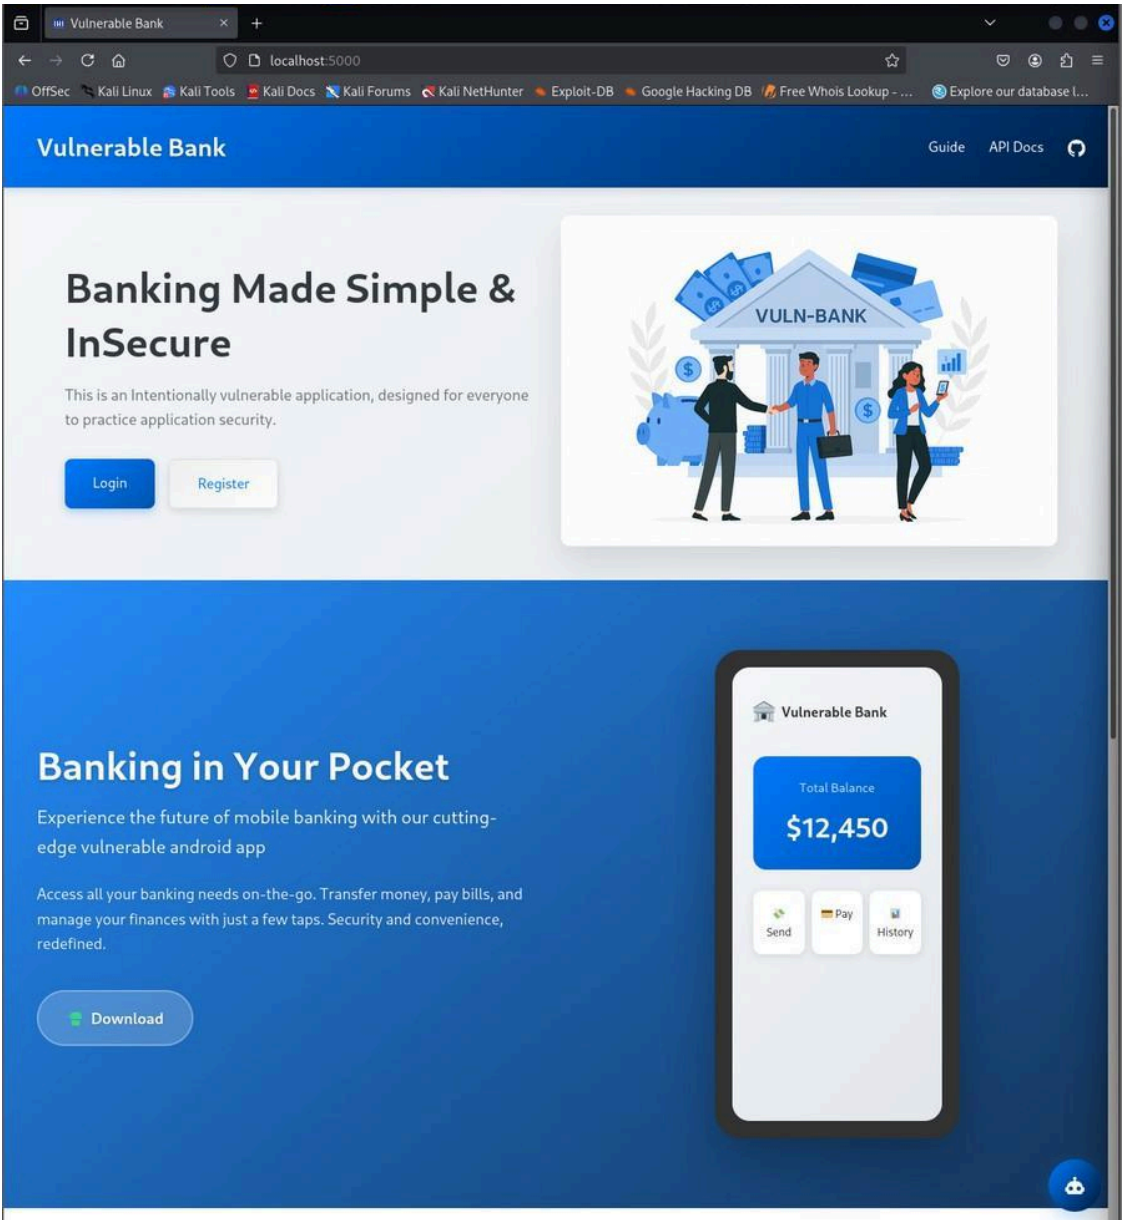 Vulnerable Bank
localhost:5000
OffSec Kali Linux Kali Tools Kali Docs Kali Forums Kali NetHunter Exploit-DB Google Hacking DB Free Whois Lookup - ... Explore our database l...
Vulnerable Bank
Guide API Docs
Banking Made Simple &
InSecure
This is an Intentionally vulnerable application, designed for everyone
to practice application security.
Login Register
VULN-BANK
$
$
Banking in Your Pocket
Experience the future of mobile banking with our cutting-
edge vulnerable android app
Access all your banking needs on-the-go. Transfer money, pay bills, and
manage your finances with just a few taps. Security and convenience,
redefined.
Download
Vulnerable Bank
Total Balance
$12,450
Send Pay History